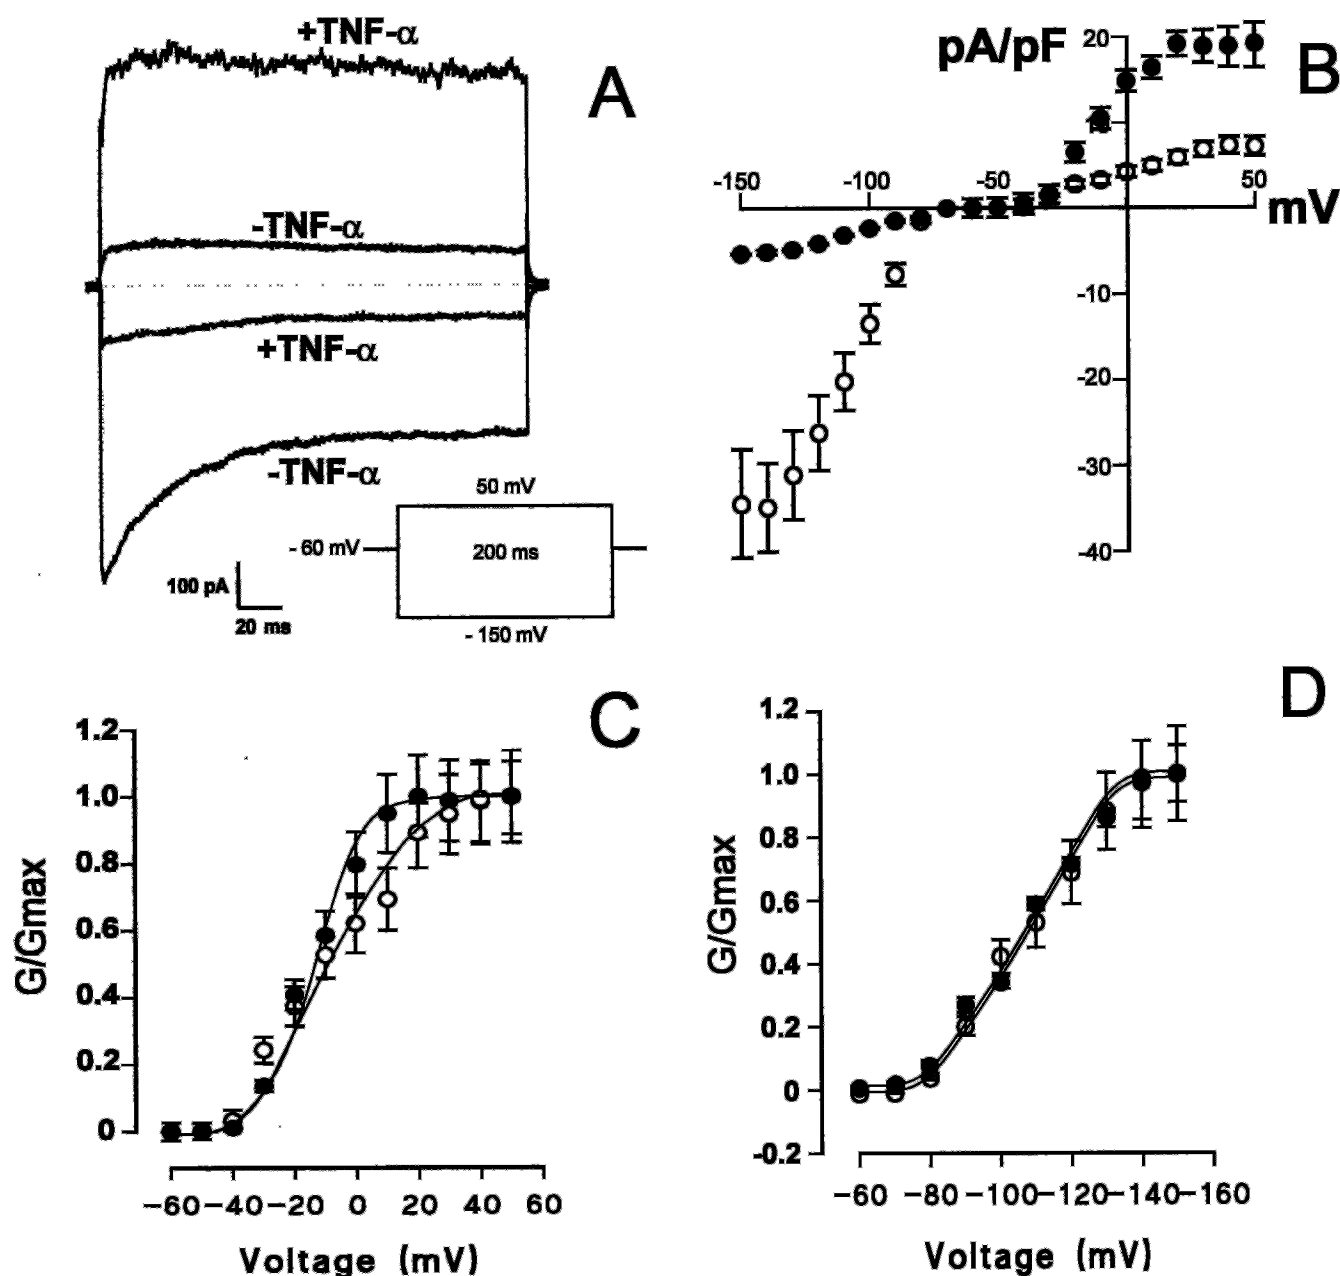 +TNF-α
A
-TNF-α
+TNF-α
-TNF-α
50 mV
- 60 mV
200 ms
- 150 mV
100 pA
20 ms
pA/pF
B
20
10
-150
-100
-50
50
mV
-10
-20
-30
-40
C
1.2
1.0
0.8
0.6
0.4
0.2
0
G/Gmax
-60 -40 -20 0 20 40 60
Voltage (mV)
D
1.2
1.0
0.8
0.6
0.4
0.2
0
-0.2
G/Gmax
-60 -80 -100 -120 -140 -160
Voltage (mV)